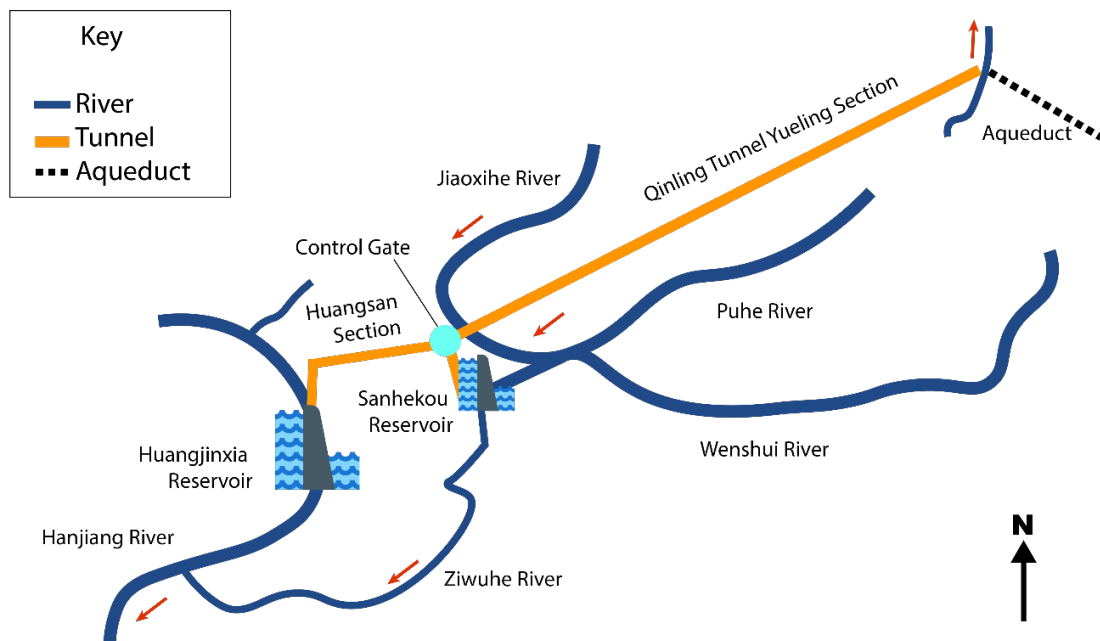 Key
River
Tunnel
Aqueduct
Aqueduct
Qinling Tunnel Yueling Section
Jiaoxihe River
Control Gate
Huangsan
Section
Puhe River
Sanhekou
Reservoir
Huangjinxia
Reservoir
Wenshui River
Hanjiang River
Ziwuhe River
N